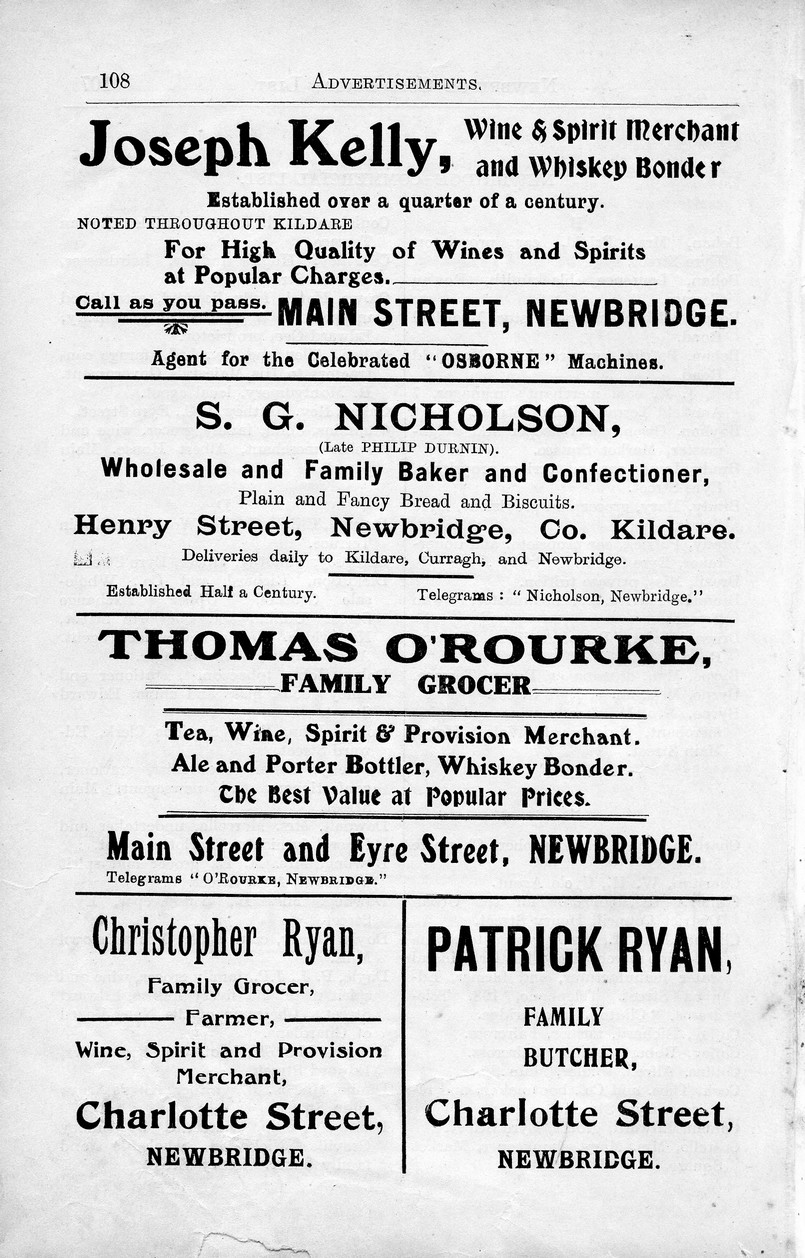 108
ADVERTISEMENTS.
Joseph Kelly, Wine & Spirit Merchant
and Whiskey Bonder
Established over a quarter of a century.
NOTED THROUGHOUT KILDARE
For High Quality of Wines and Spirits
at Popular Charges.
Call as you pass. MAIN STREET, NEWBRIDGE.
Agent for the Celebrated "OSBORNE" Machines.
S. G. NICHOLSON,
(Late PHILIP DURNIN).
Wholesale and Family Baker and Confectioner,
Plain and Fancy Bread and Biscuits.
Henry Street, Newbridge, Co. Kildare.
Deliveries daily to Kildare, Curragh, and Newbridge.
Established Half a Century. Telegrams : "Nicholson, Newbridge."
THOMAS O'ROURKE,
FAMILY GROCER
Tea, Wine, Spirit & Provision Merchant.
Ale and Porter Bottler, Whiskey Bonder.
The Best Value at Popular Prices.
Main Street and Eyre Street, NEWBRIDGE.
Telegrams "O'ROURKE, NEWBRIDGE."
Christopher Ryan,
Family Grocer,
Farmer,
Wine, Spirit and Provision
Merchant,
Charlotte Street,
NEWBRIDGE.
PATRICK RYAN,
FAMILY
BUTCHER,
Charlotte Street,
NEWBRIDGE.